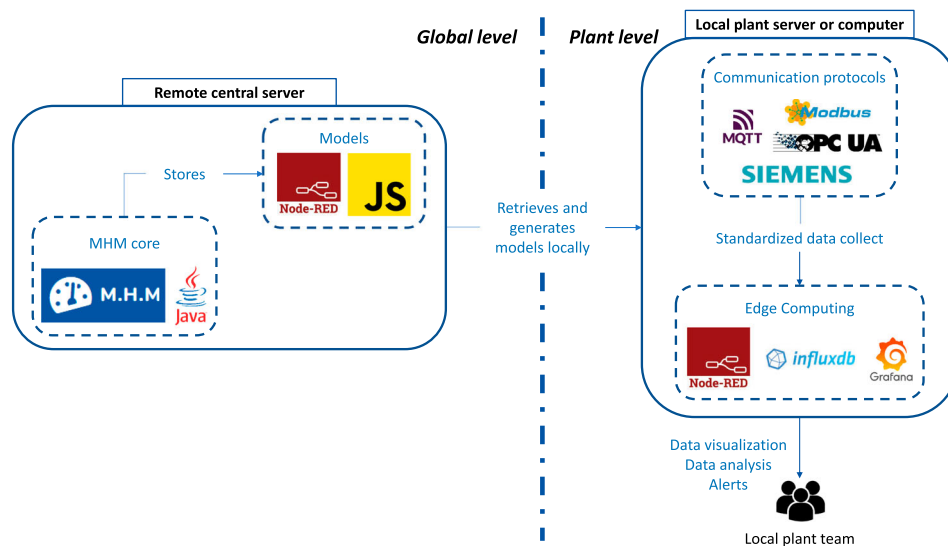 Global level
Plant level
Remote central server
Models
Node-RED
JS
Stores
MHM core
M.H.M
Java
Retrieves and
generates
models locally
Local plant server or computer
Communication protocols
MQTT
Modbus
OPC UA
SIEMENS
Standardized data collect
Edge Computing
Node-RED
influxdb
Grafana
Data visualization
Data analysis
Alerts
Local plant team